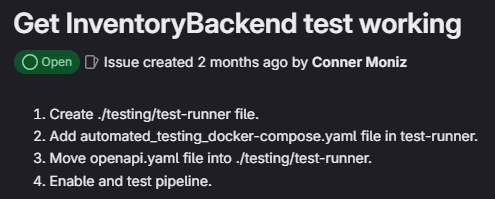 Get InventoryBackend test working
Open Issue created 2 months ago by Conner Moniz
1. Create ./testing/test-runner file.
2. Add automated_testing_docker-compose.yaml file in test-runner.
3. Move openapi.yaml file into ./testing/test-runner.
4. Enable and test pipeline.